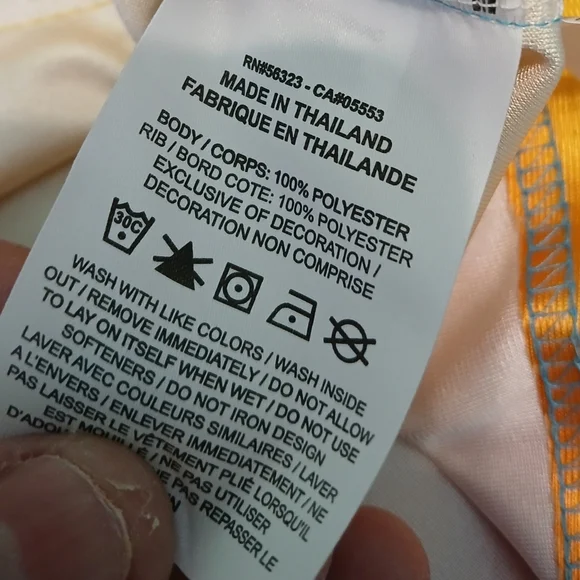 RN#56323 - CA#05553
MADE IN THAILAND
FABRIQUE EN THAILANDE
BODY / CORPS: 100% POLYESTER
RIB / BORD COTE: 100% POLYESTER
EXCLUSIVE OF DECORATION /
DECORATION NON COMPRISE
30C
WASH WITH LIKE COLORS / WASH INSIDE
OUT / REMOVE IMMEDIATELY / DO NOT ALLOW
TO LAY ON ITSELF WHEN WET / DO NOT USE
SOFTENERS / DO NOT IRON DESIGN
LAVER AVEC COULEURS SIMILAIRES / LAVER
A L'ENVERS / ENLEVER IMMEDIATEMENT / NE
PAS LAISSER LE VÊTEMENT PLIÉ LORSQU'IL
EST MOUILLÉ / NE PAS UTILISER
NE PAS REPASSER LE